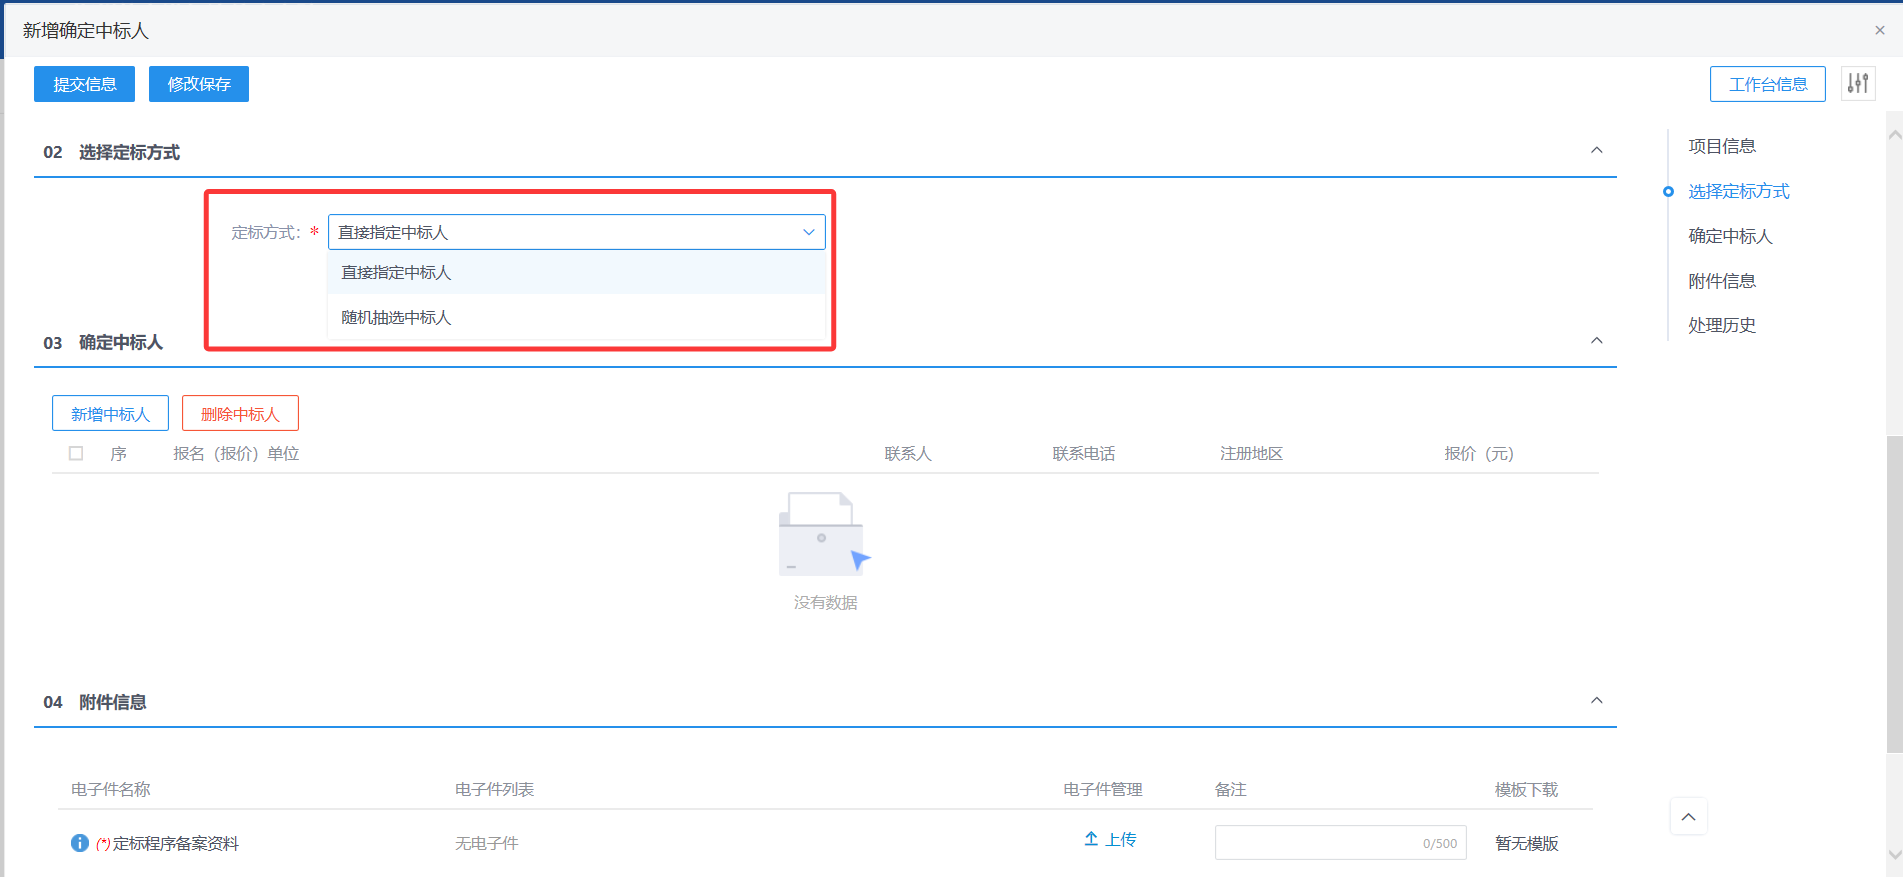 新增确定中标人
×
提交信息 修改保存 工作台信息
02 选择定标方式
定标方式：* 直接指定中标人
直接指定中标人
随机抽选中标人
03 确定中标人
新增中标人 删除中标人
序 报名（报价）单位 联系人 联系电话 注册地区 报价（元）
没有数据
04 附件信息
电子件名称 电子件列表 电子件管理 备注 模板下载
(*)定标程序备案资料 无电子件 上传 0/500 暂无模版
项目信息
选择定标方式
确定中标人
附件信息
处理历史